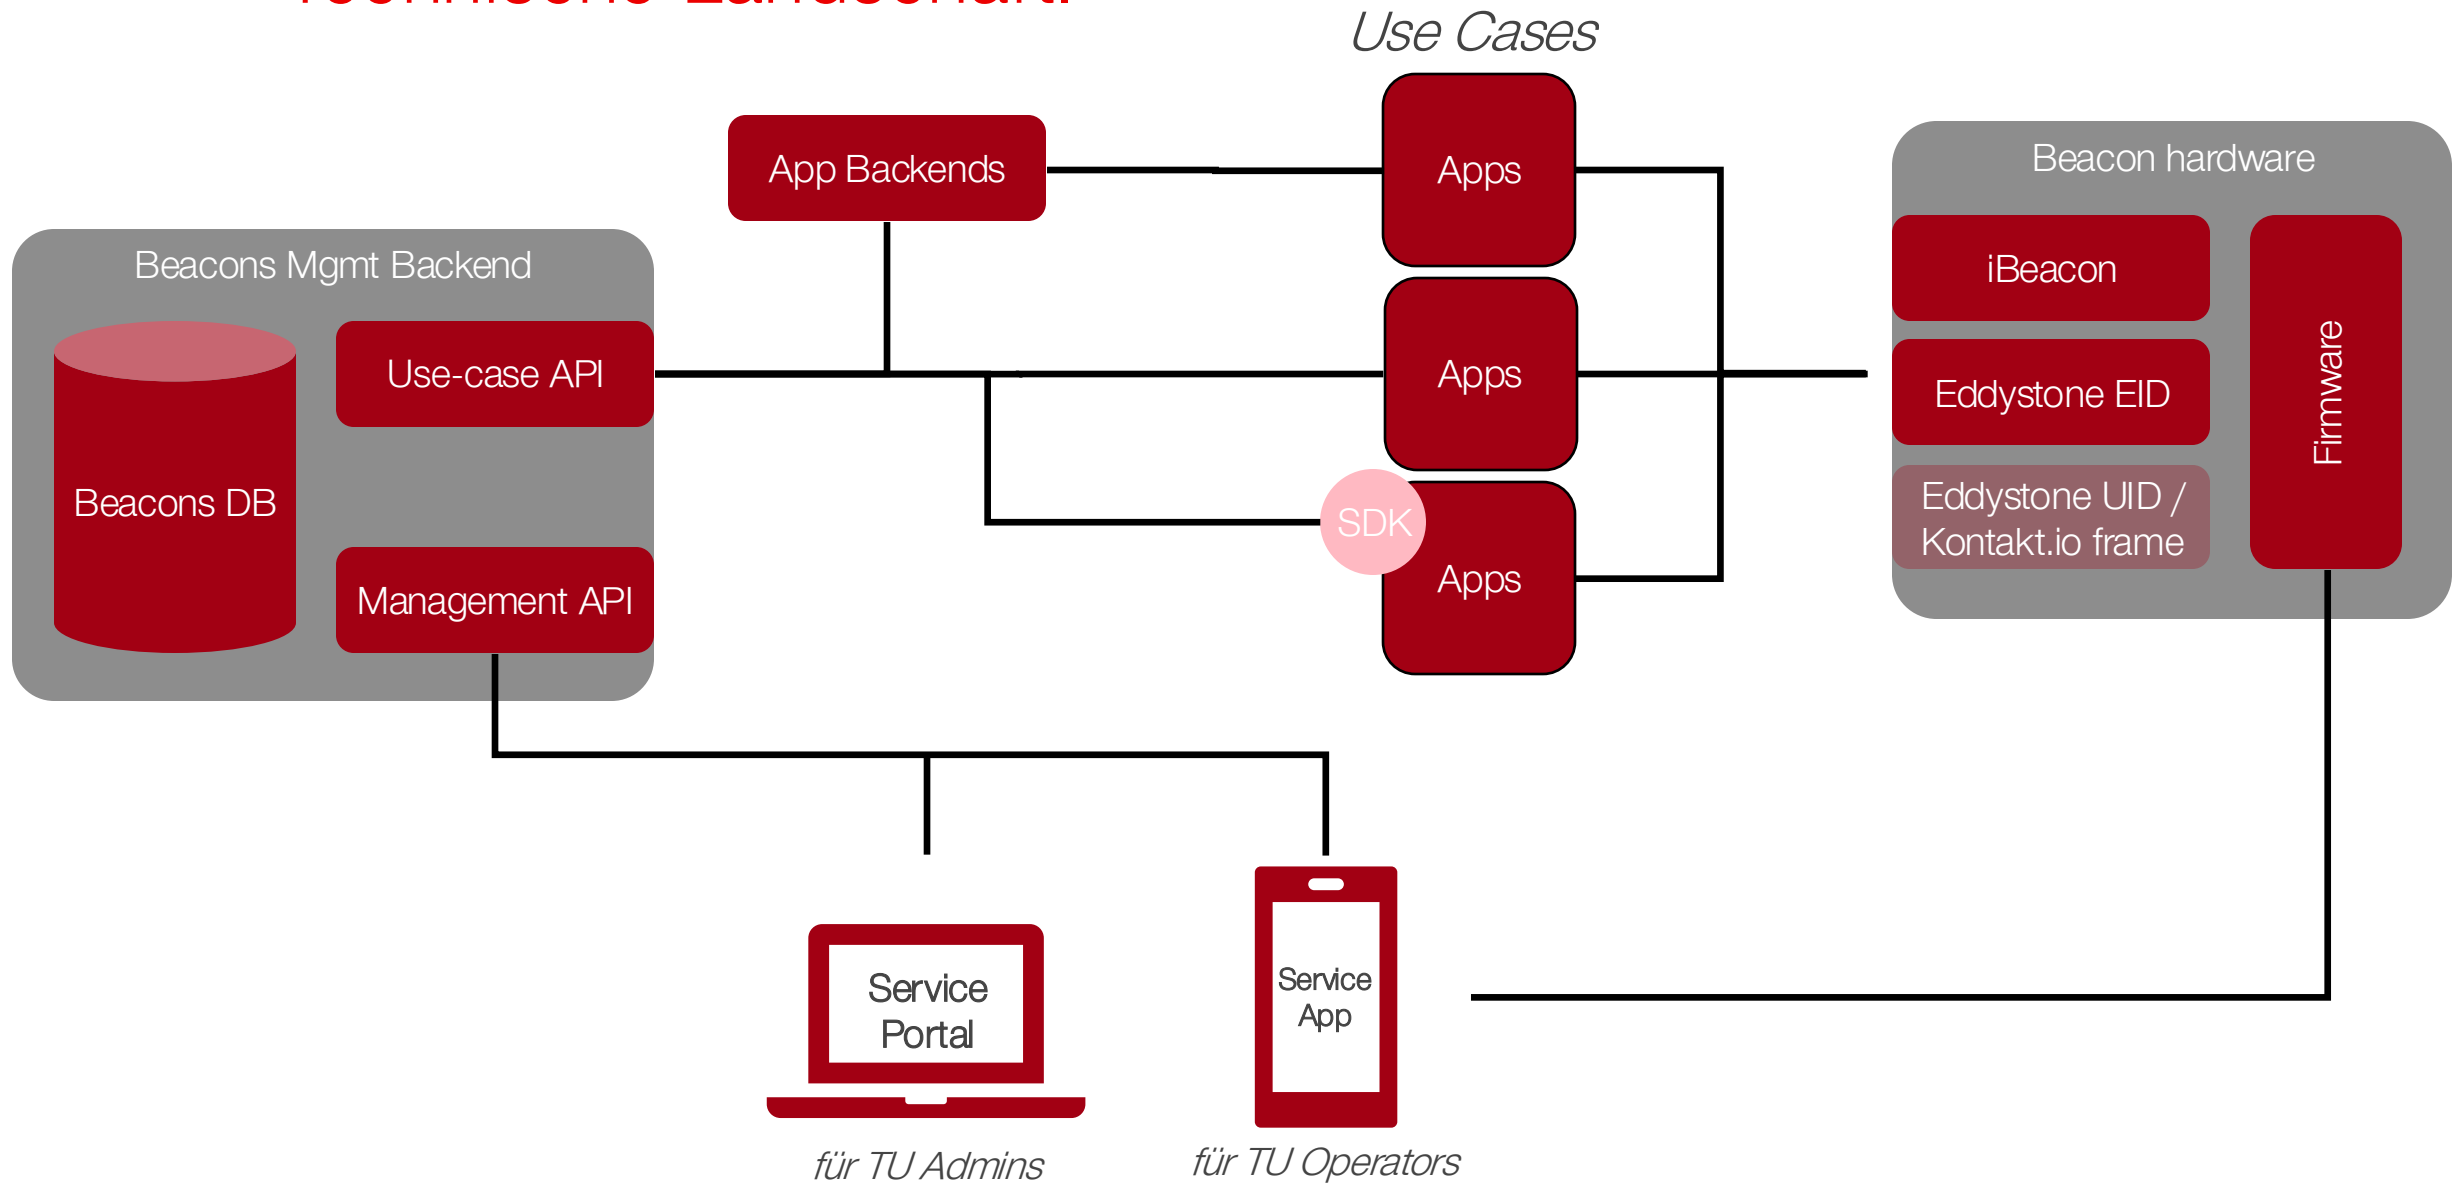 Technische Landschaft.
Use Cases
App Backends
Apps
Beacon hardware
Beacons Mgmt Backend
iBeacon
Use-case API
Apps
Eddystone EID
Firmware
Beacons DB
SDK
Eddystone UID /
Kontakt.io frame
Management API
Apps
Service
Portal
Service
App
für TU Admins
für TU Operators